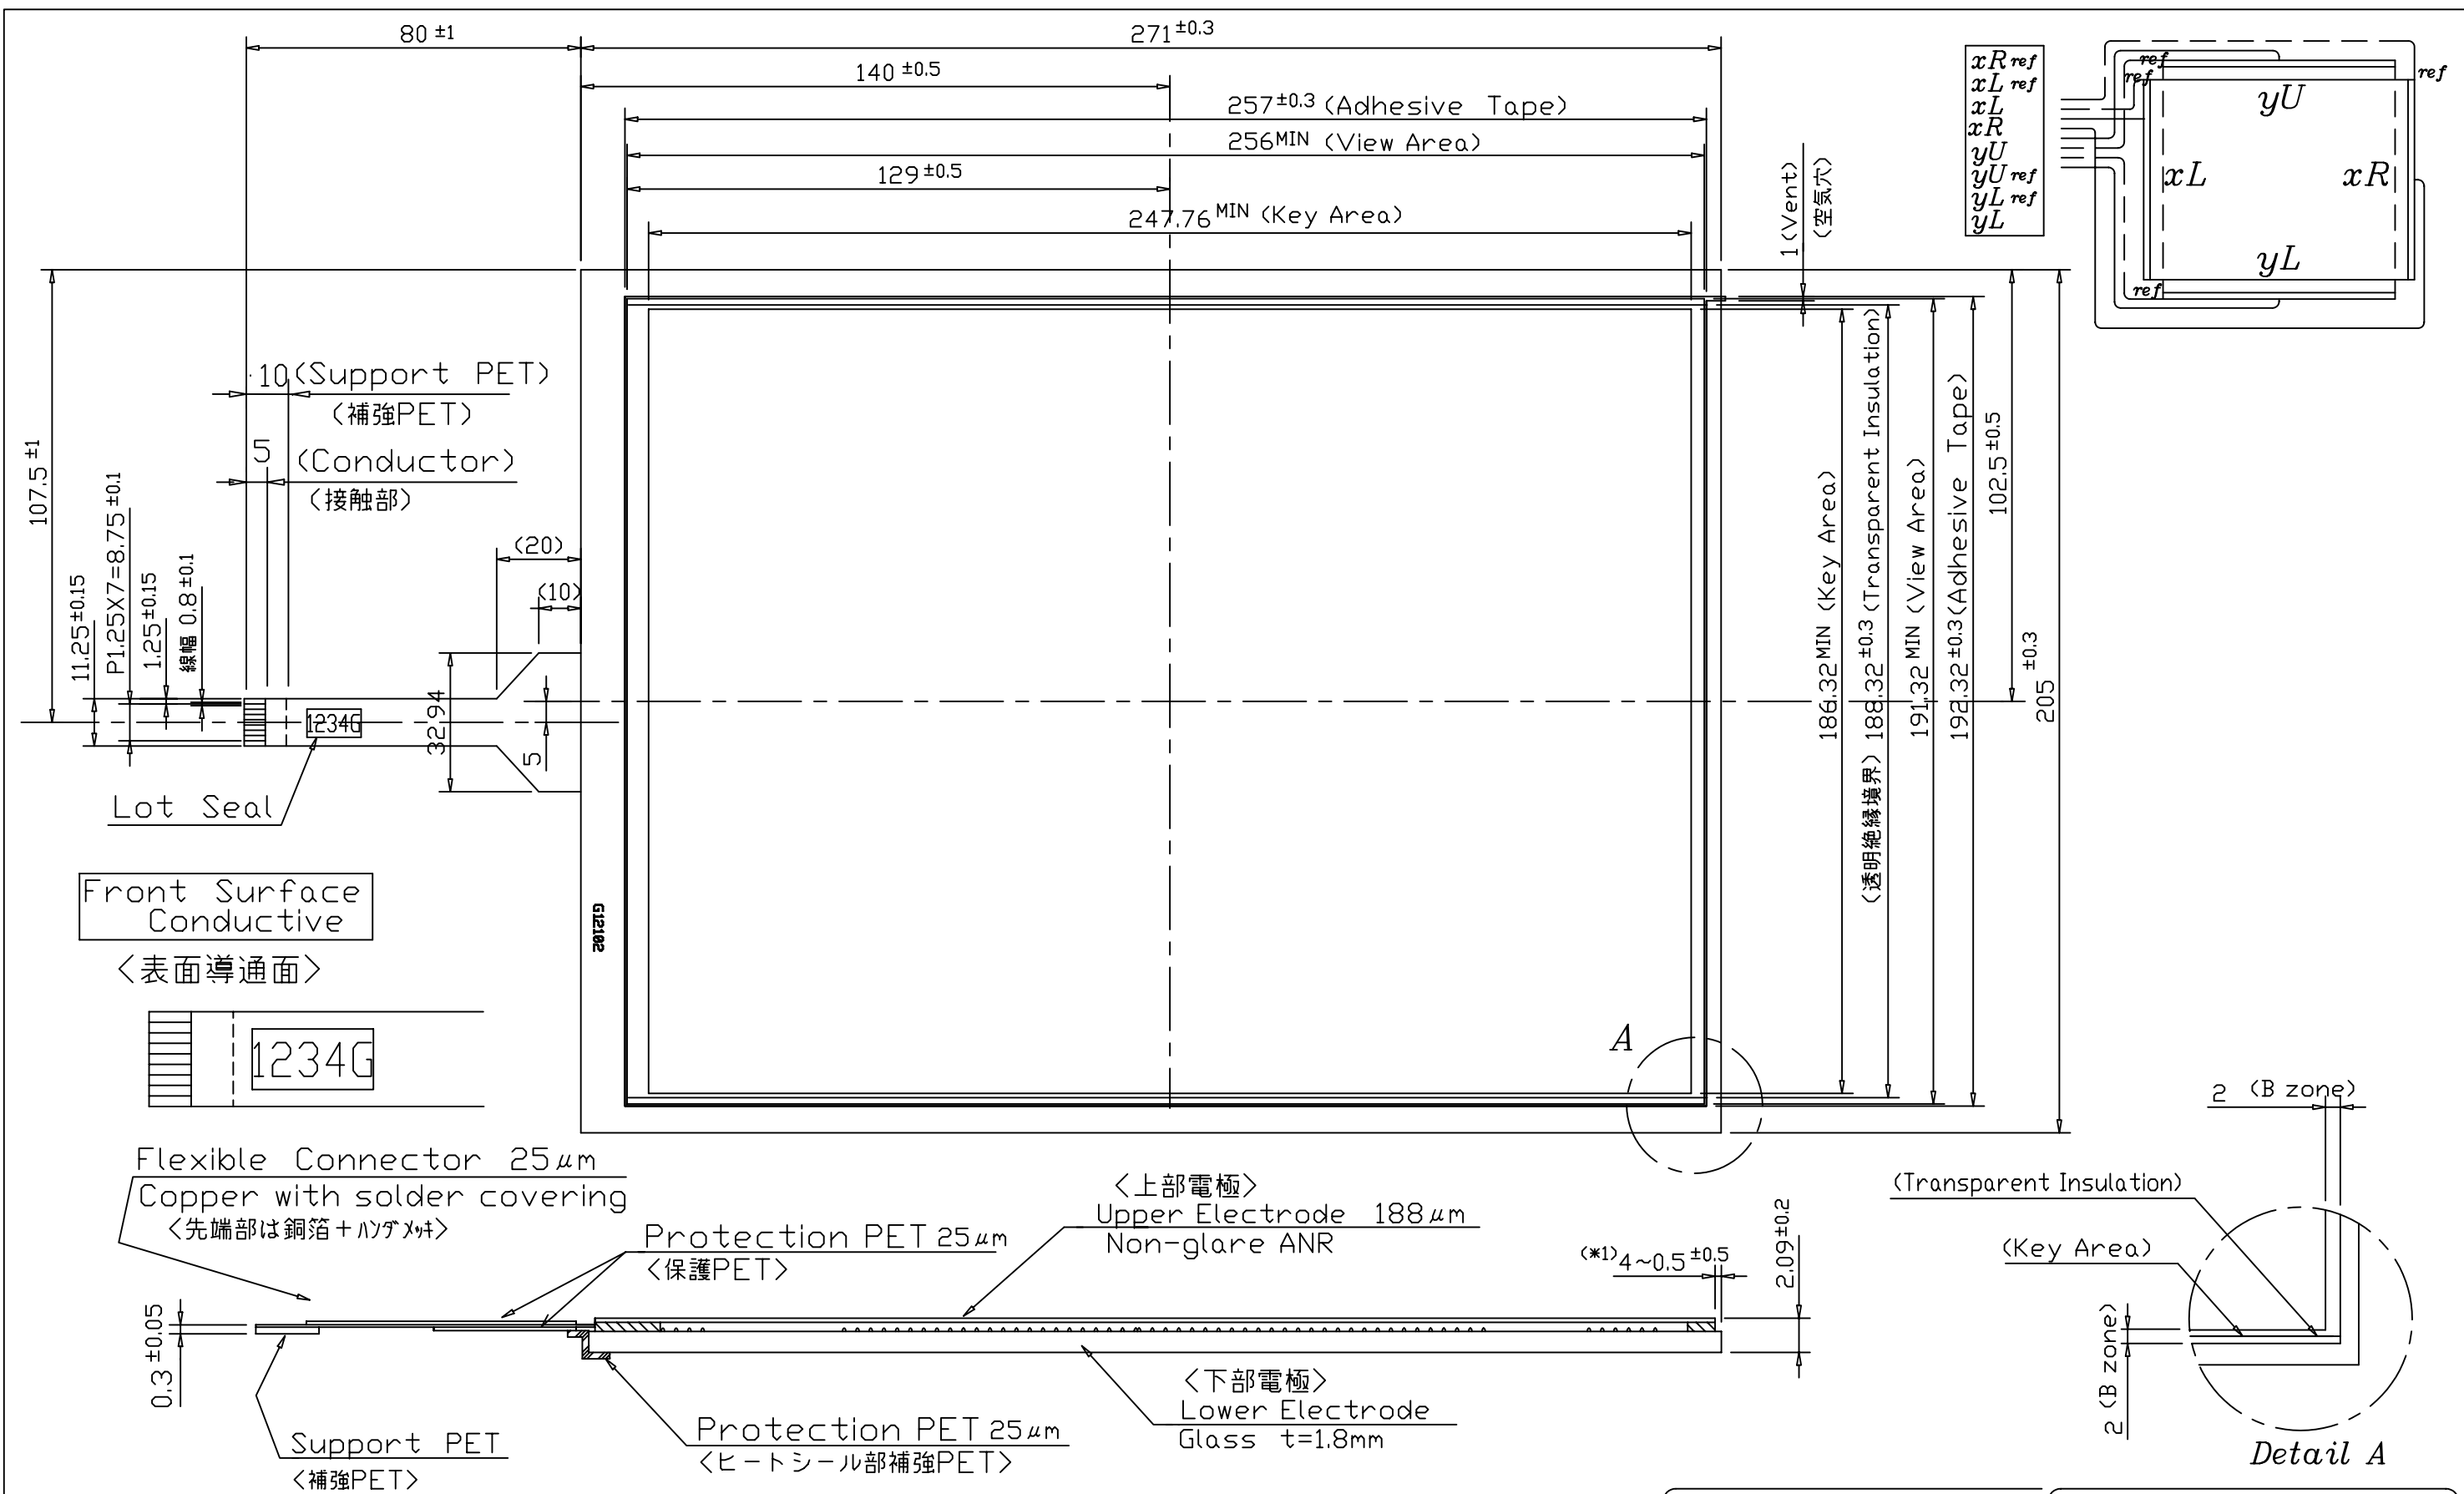 80 ±1
271 ±0.3
140 ±0.5
257±0.3 (Adhesive Tape)
256MIN (View Area)
129 ±0.5
247.76 MIN (Key Area)
1 (Vent)
(空気穴)
xR ref
xL ref
xL
xR
yU
yU ref
yL ref
yL
ref
ref
ref
yU
xL
xR
yL
ref
10 (Support PET)
(補強PET)
5 (Conductor)
(接触部)
107.5 ±1
11.25±0.15
P1.25X7=8.75±0.1
1.25±0.15
線幅 0.8±0.1
(20)
(10)
32.94
5
1234G
Lot Seal
186.32MIN (Key Area)
(透明絶縁境界) 188.32±0.3 (Transparent Insulation)
191.32 MIN (View Area)
192.32±0.3 (Adhesive Tape)
102.5±0.5
205 ±0.3
Front Surface
Conductive
<表面導通面>
G12102
1234G
A
Flexible Connector 25μm
Copper with solder covering
<先端部は銅箔+ハンダメッキ>
Protection PET 25μm
<保護PET>
<上部電極>
Upper Electrode 188μm
Non-glare ANR
(*1) 4~0.5 ±0.5
2.09±0.2
0.3 ±0.05
Support PET
<補強PET>
Protection PET 25μm
<ヒートシール部補強PET>
<下部電極>
Lower Electrode
Glass t=1.8mm
2 (B zone)
(Transparent Insulation)
(Key Area)
2 (B zone)
Detail A